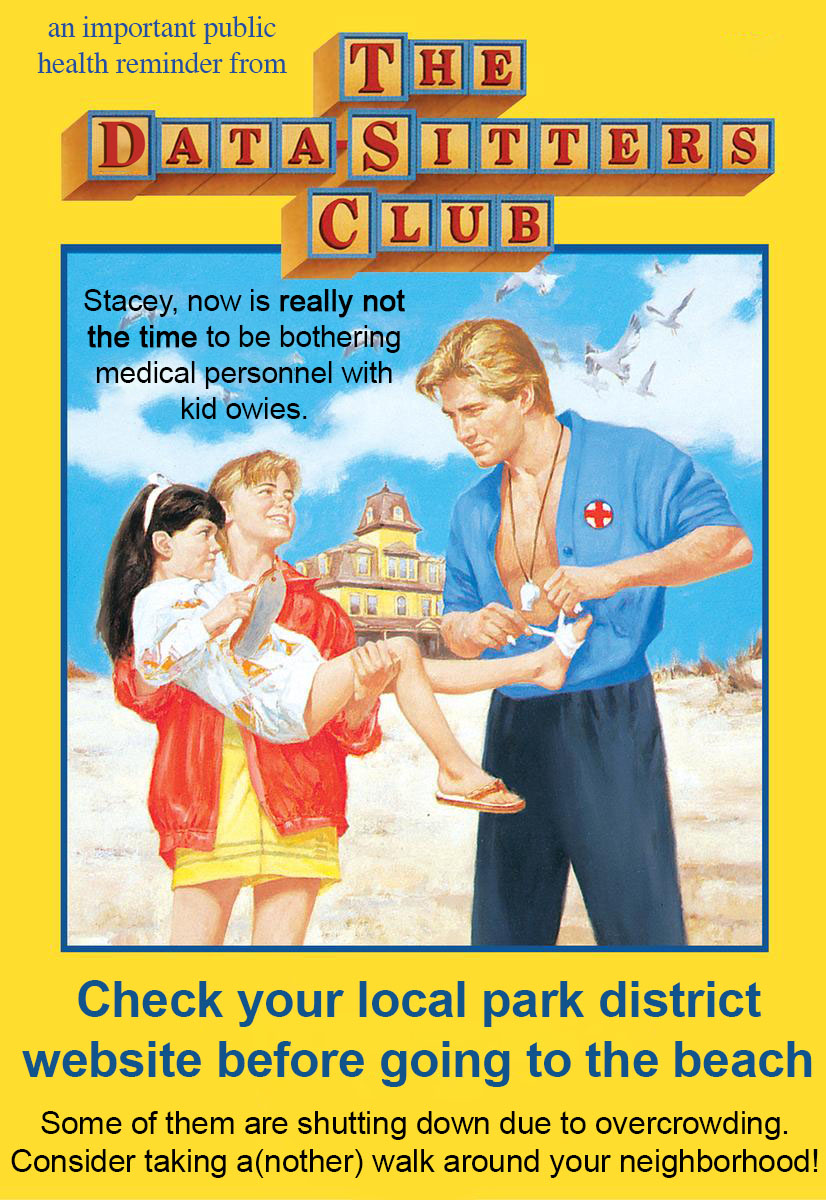 an important public
health reminder from
THE
DATA-SITTERS
CLUB
Stacey, now is really not
the time to be bothering
medical personnel with
kid owies.
Check your local park district
website before going to the beach
Some of them are shutting down due to overcrowding.
Consider taking a(nother) walk around your neighborhood!